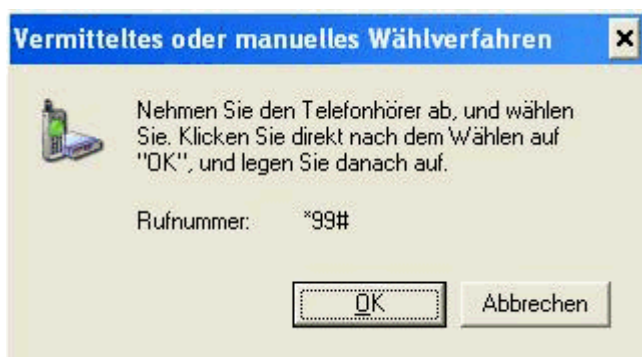 Vermitteltes oder manuelles Wählverfahren
Nehmen Sie den Telefonhörer ab, und wählen
Sie. Klicken Sie direkt nach dem Wählen auf
"OK", und legen Sie danach auf.
Rufnummer: *99#
OK Abbrechen